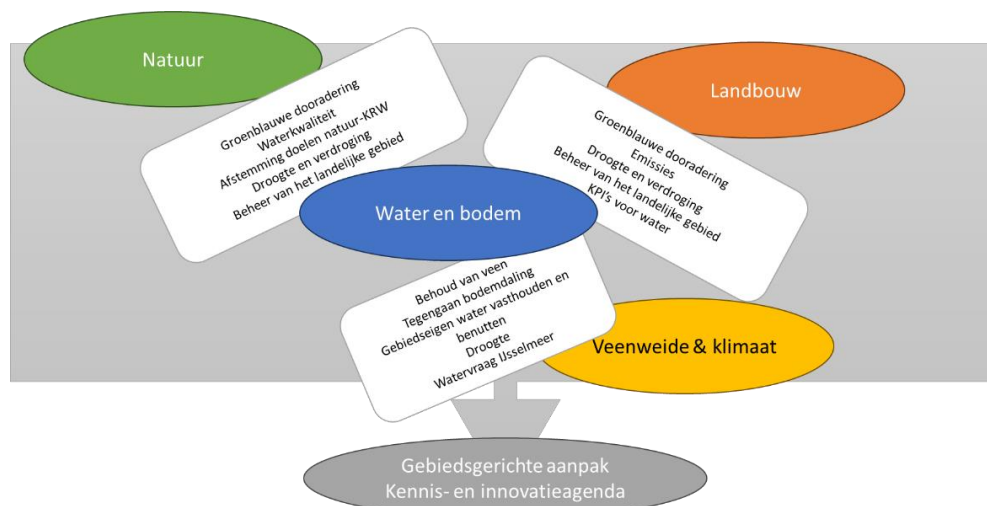 Natuur
Landbouw
Groenblauwe dooradering
Waterkwaliteit
Afstemming doelen natuur-KRW
Droogte en verdroging
Beheer van het landelijke gebied
Groenblauwe dooradering
Emissies
Droogte en verdroging
Beheer van het landelijke gebied
KPI's voor water
Water en bodem
Behoud van veen
Tegengaan bodemdaling
Gebiedseigen water vasthouden en
benutten
Droogte
Watervraag IJsselmeer
Veenweide & klimaat
Gebiedsgerichte aanpak
Kennis- en innovatieagenda